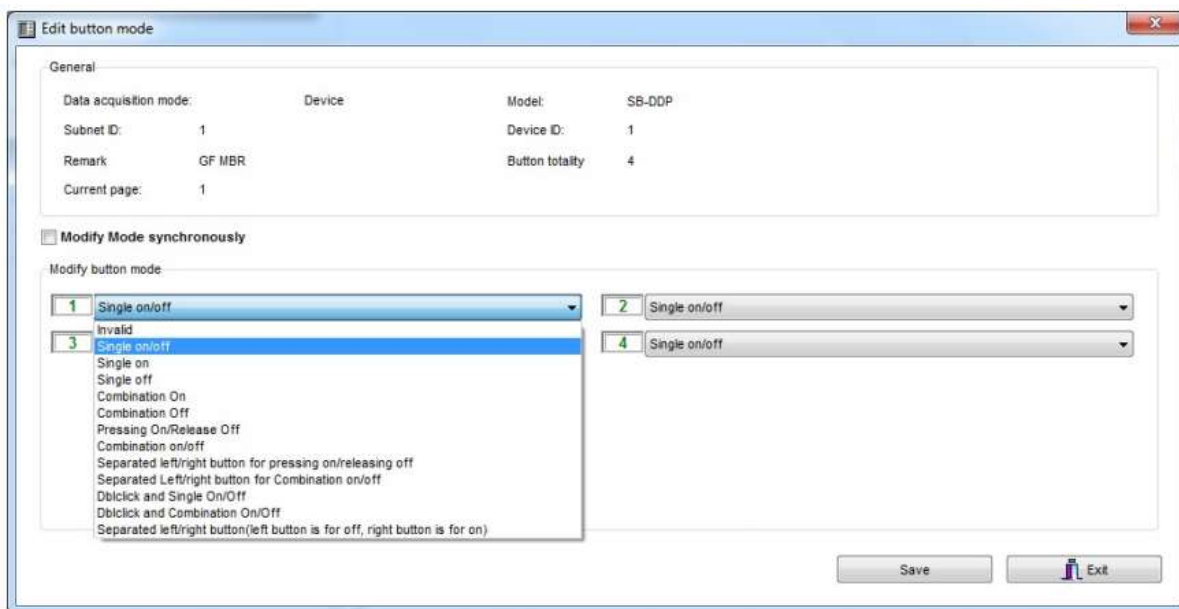 Edit button mode
General
Data acquisition mode: Device Model: SB-DDP
Subnet ID: 1 Device ID: 1
Remark GF MBR Button totality 4
Current page: 1
Modify Mode synchronously
Modify button mode
1 Single on/off 2 Single on/off
3 4 Single on/off
Invalid
Single on/off
Single on
Single off
Combination On
Combination Off
Pressing On/Release Off
Combination on/off
Separated left/right button for pressing on/releasing off
Separated Left/right button for Combination on/off
Dblclick and Single On/Off
Dblclick and Combination On/Off
Separated left/right button(left button is for off, right button is for on)
Save Exit